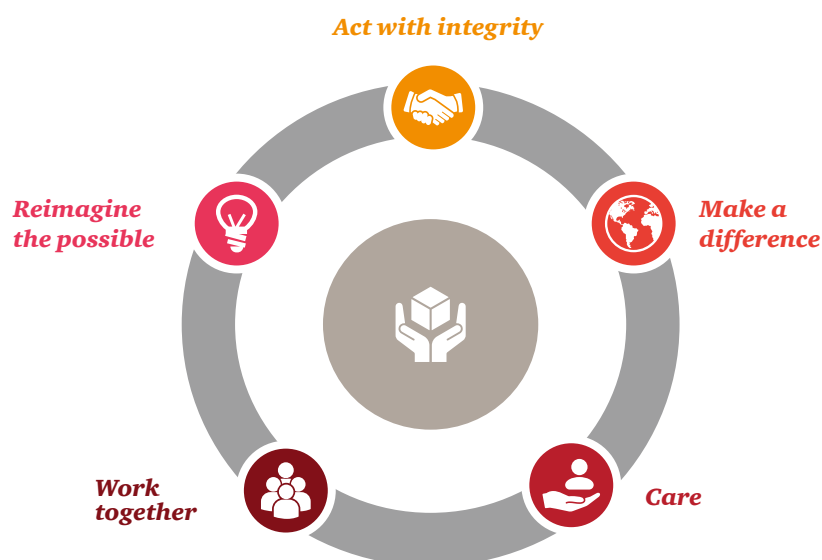 Act with integrity
Reimagine
the possible
Make a
difference
Work
together
Care